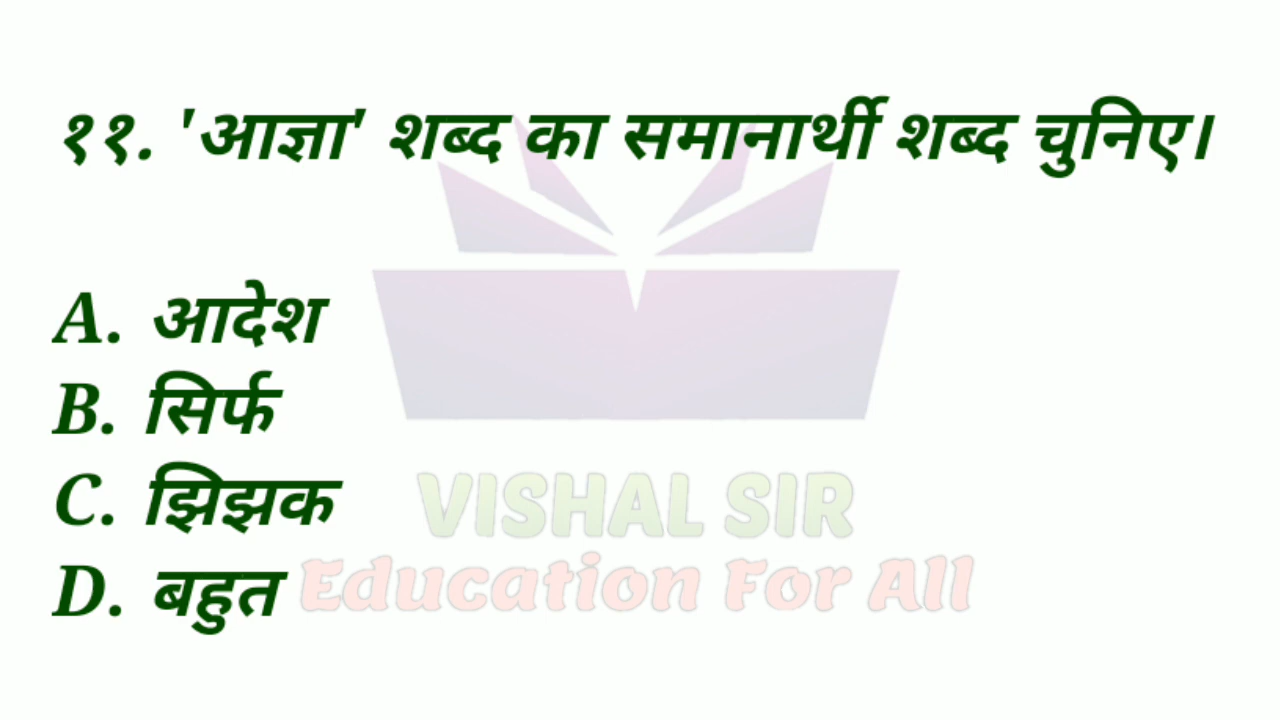 ११. 'आज्ञा' शब्द का समानार्थी शब्द चुनिए।
A. आदेश
B. सिर्फ
C. झिझक
VISHAL SIR
D. बहुत
Education For All